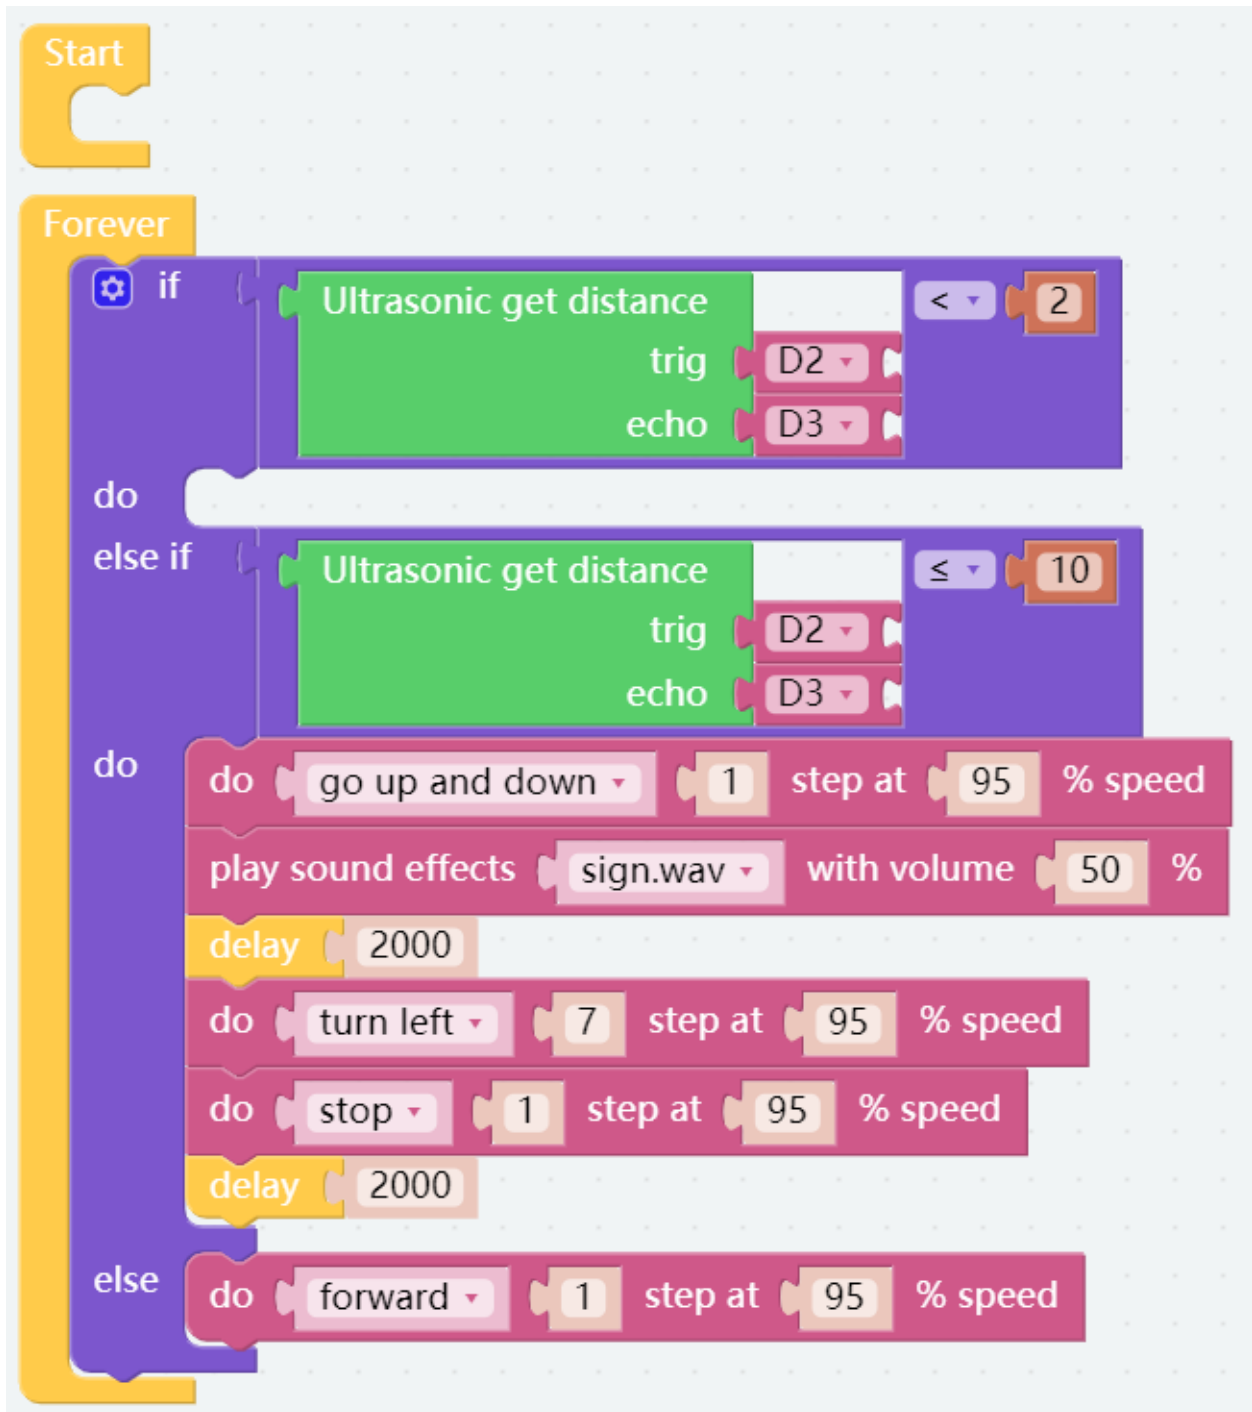 Start
Forever
if Ultrasonic get distance < 2
trig D2
echo D3
do
else if Ultrasonic get distance ≤ 10
trig D2
echo D3
do do go up and down 1 step at 95 % speed
play sound effects sign.wav with volume 50 %
delay 2000
do turn left 7 step at 95 % speed
do stop 1 step at 95 % speed
delay 2000
else do forward 1 step at 95 % speed